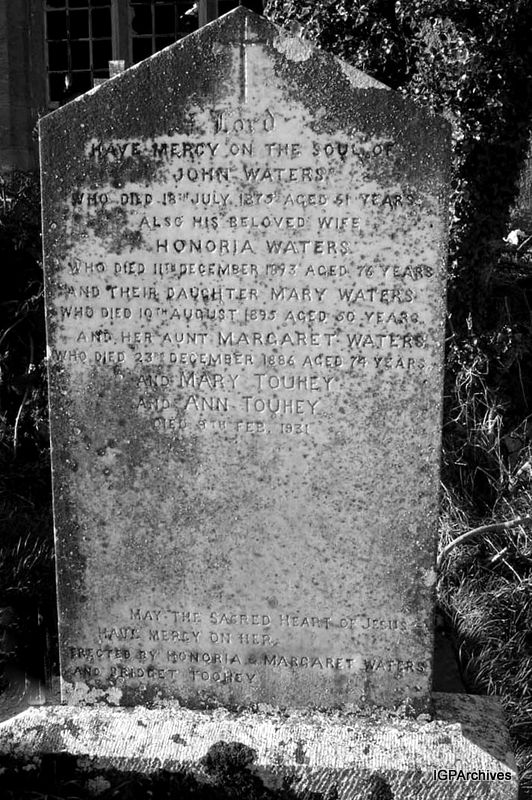 Lord
HAVE MERCY ON THE SOUL OF
JOHN WATERS
WHO DIED 18TH JULY 1875 AGED 51 YEARS
ALSO HIS BELOVED WIFE
HONORIA WATERS
WHO DIED 11TH DECEMBER 1893 AGED 76 YEARS
AND THEIR DAUGHTER MARY WATERS
WHO DIED 10TH AUGUST 1895 AGED 50 YEARS
AND HER AUNT MARGARET WATERS
WHO DIED 23RD DECEMBER 1886 AGED 74 YEARS
AND MARY TOUHEY
AND ANN TOUHEY
DIED 9TH FEB, 1931
MAY THE SACRED HEART OF JESUS
HAVE MERCY ON HER
ERECTED BY HONORIA & MARGARET WATERS
AND BRIDGET TOOHEY
IGPArchives